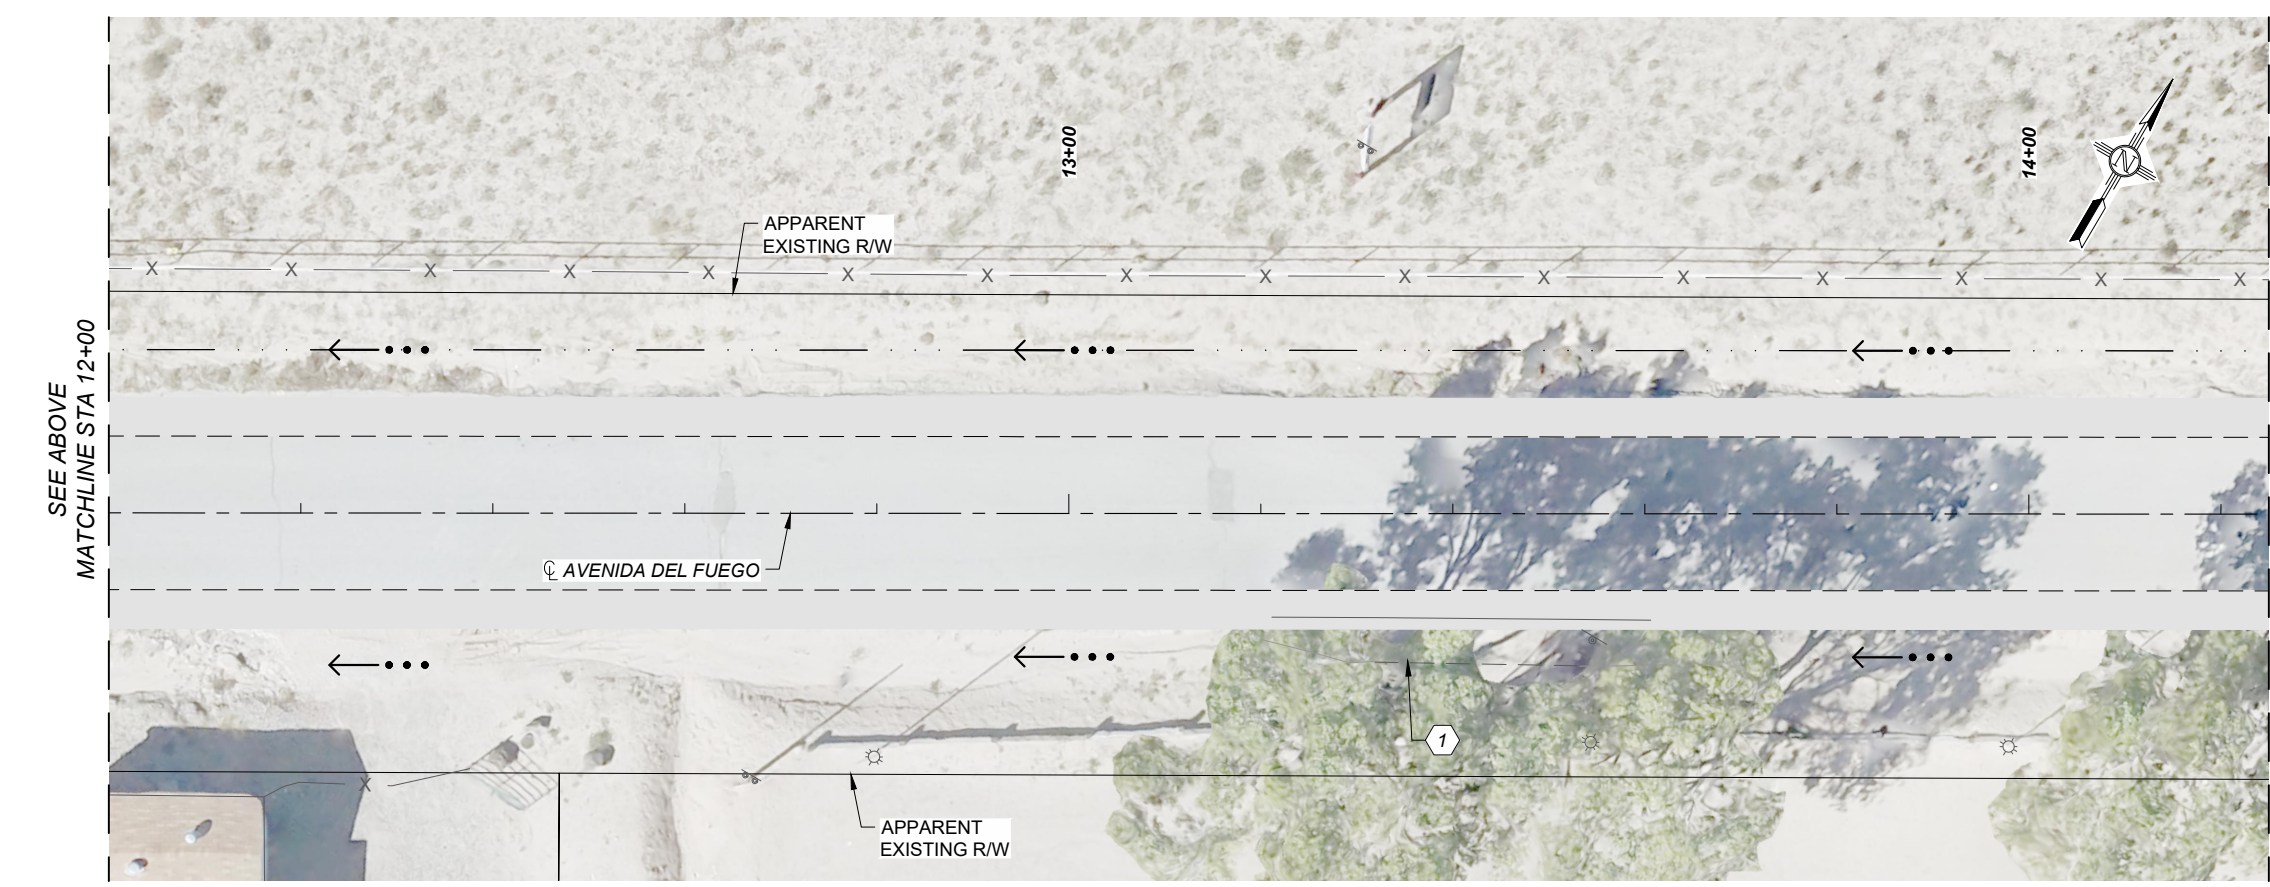 13+00
14+00
N
APPARENT
EXISTING R/W
X X X X X X X X X X X X X X X X
SEE ABOVE
MATCHLINE STA 12+00
℄ AVENIDA DEL FUEGO
1
X
APPARENT
EXISTING R/W